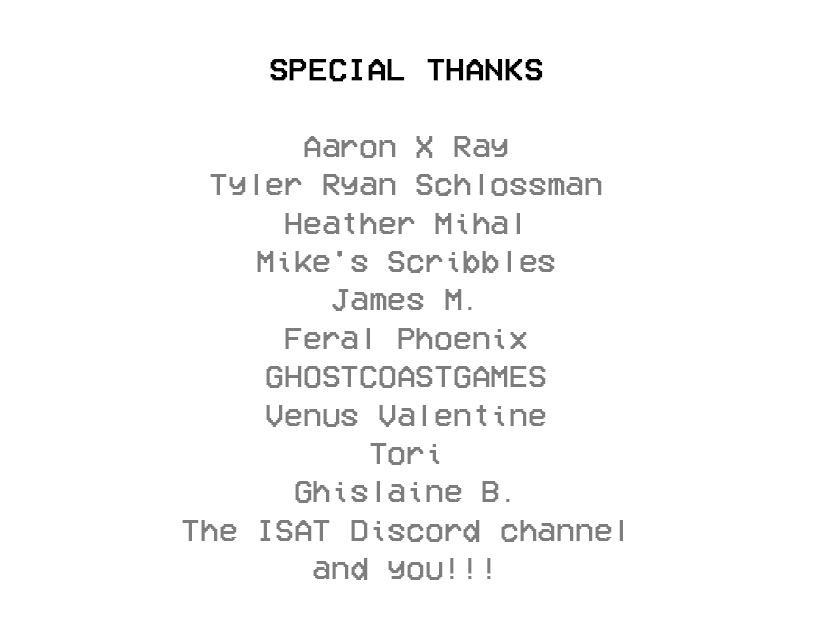 SPECIAL THANKS
Aaron X Ray
Tyler Ryan Schlossman
Heather Mihal
Mike's Scribbles
James M.
Feral Phoenix
GHOSTCOASTGAMES
Venus Valentine
Tori
Ghislaine B.
The ISAT Discord channel
and you!!!